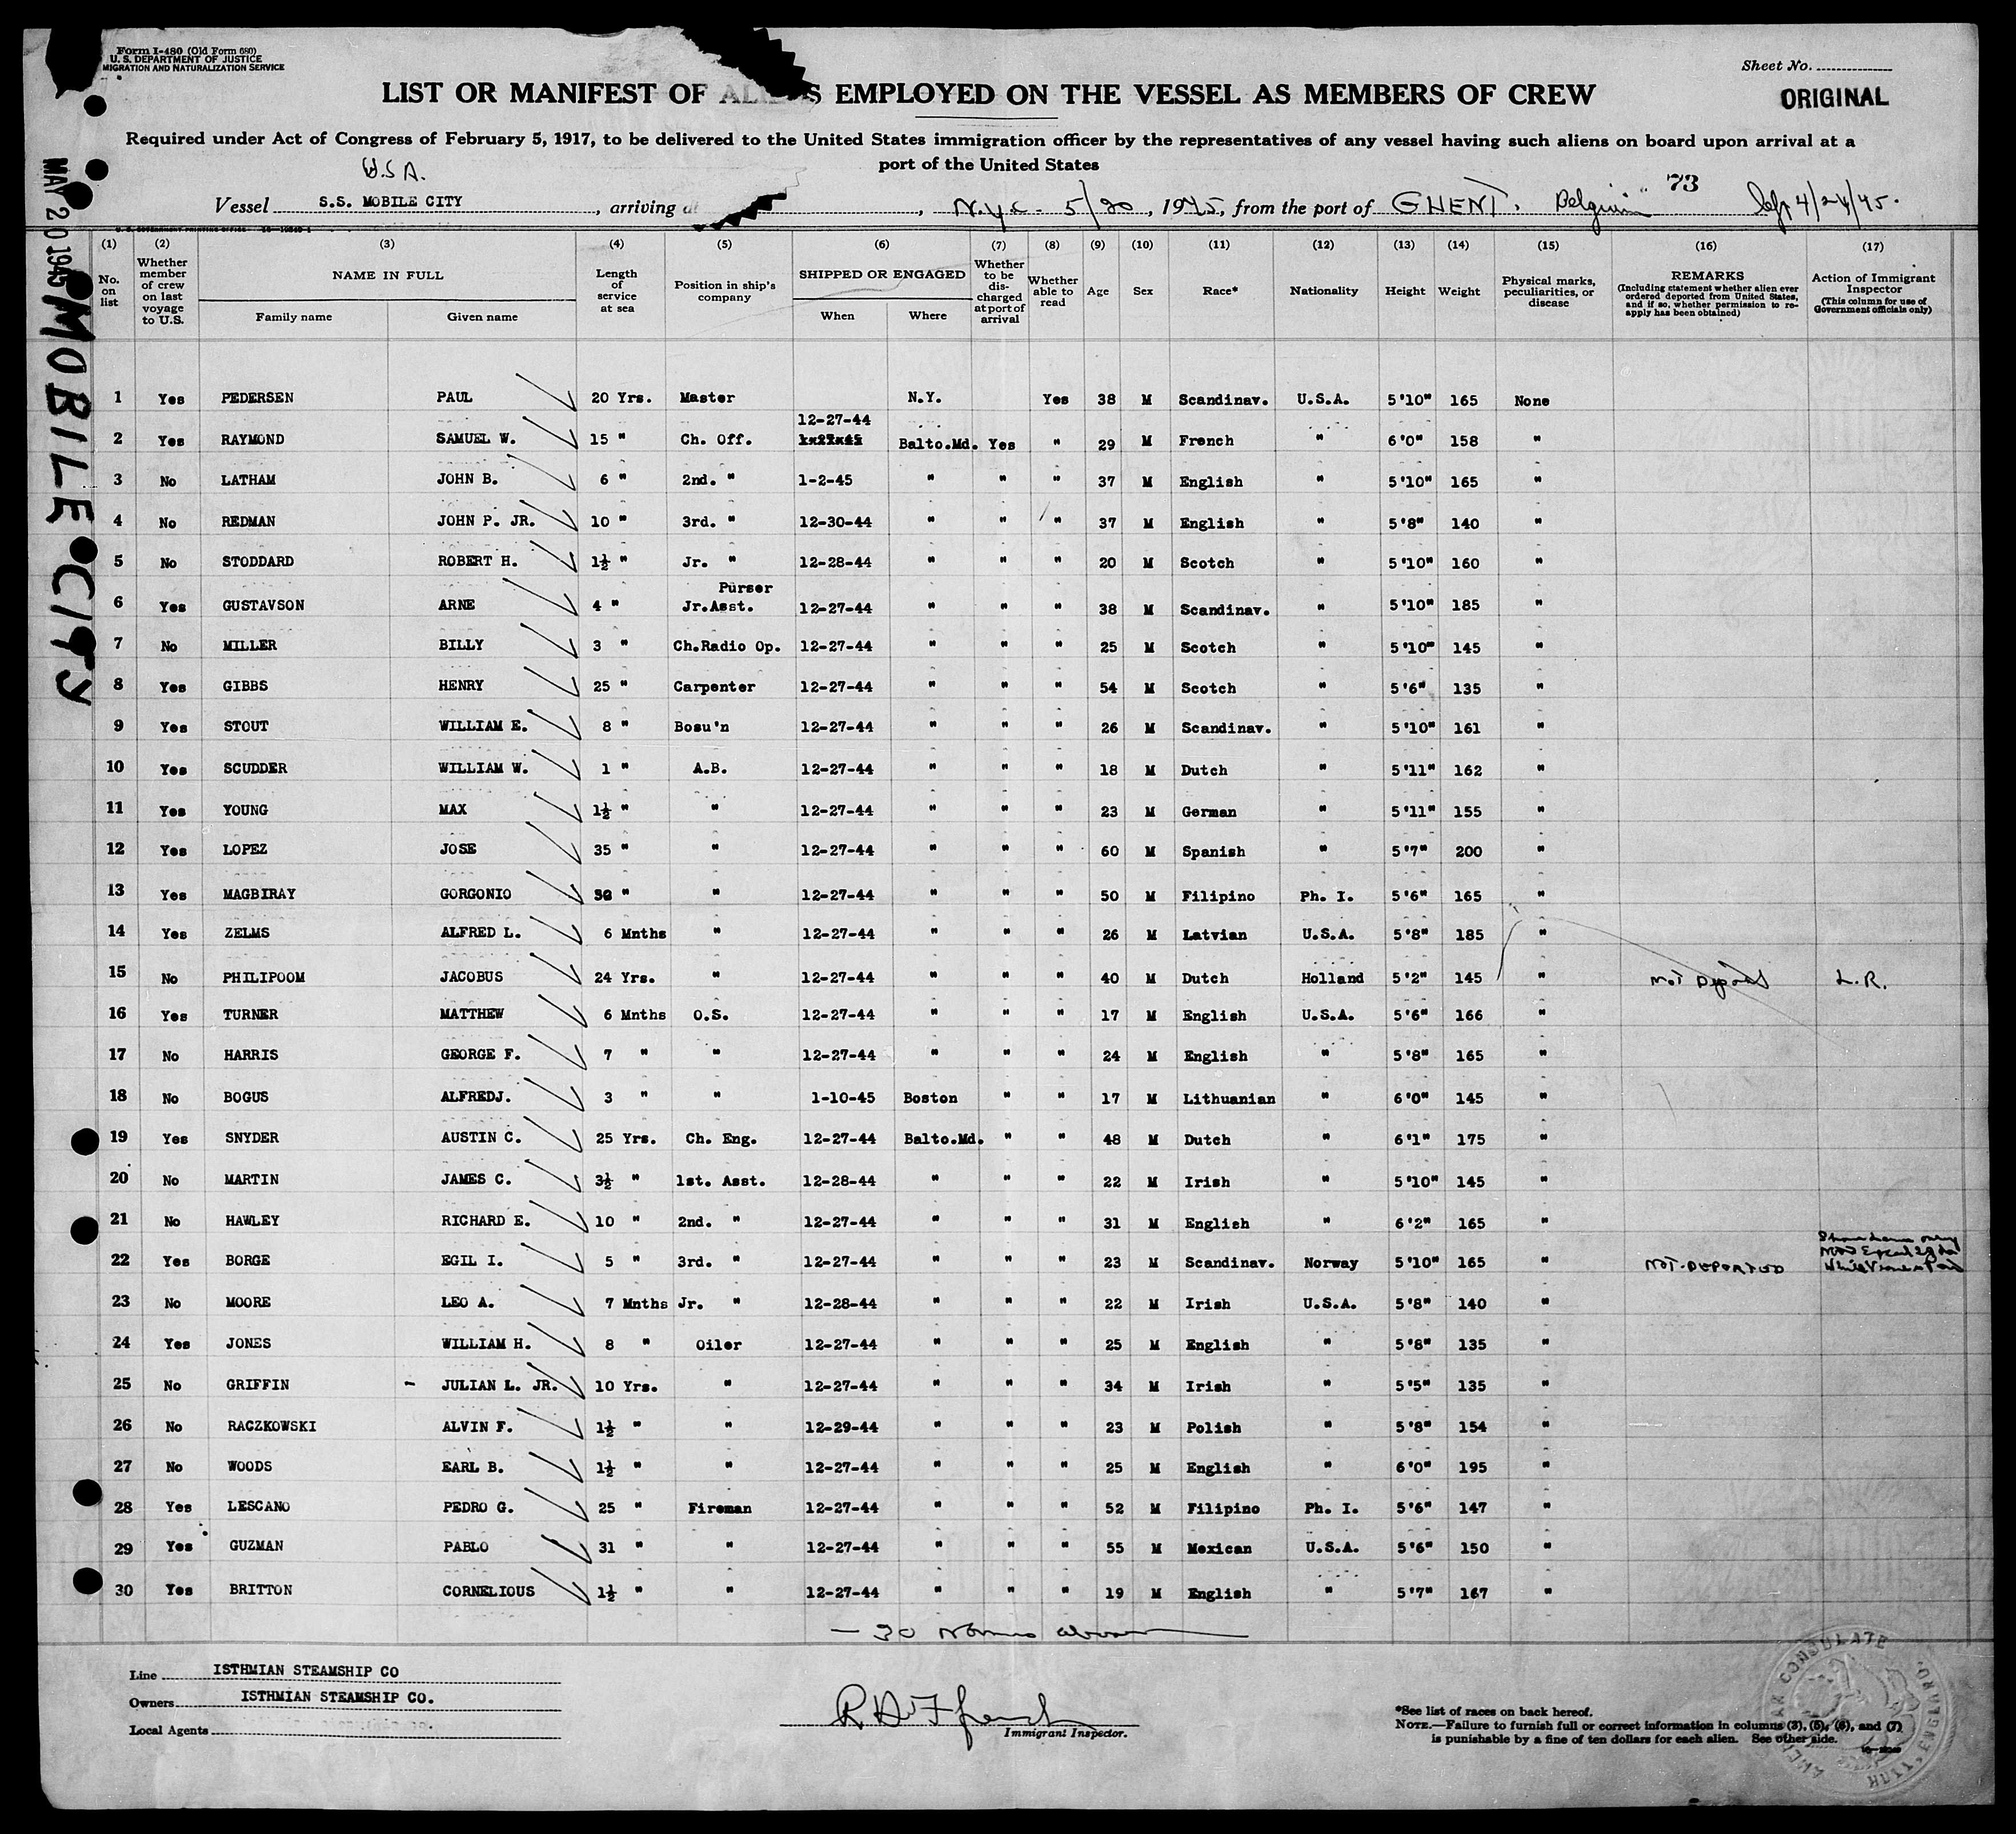 Form I-480 (Old Form 680)
U. S. DEPARTMENT OF JUSTICE
MIGRATION AND NATURALIZATION SERVICE
Sheet No.
ORIGINAL
LIST OR MANIFEST OF ALIENS EMPLOYED ON THE VESSEL AS MEMBERS OF CREW
Required under Act of Congress of February 5, 1917, to be delivered to the United States immigration officer by the representatives of any vessel having such aliens on board upon arrival at a
port of the United States
U.S.A.
73
Vessel S.S. MOBILE CITY, arriving at , N.Y.C. 5/20, 1945, from the port of GHENT. Belgium 4/24/45.
MAY 20 1945 MOBILE CITY
(1) (2) (3) (4) (5) (6) (7) (8) (9) (10) (11) (12) (13) (14) (15) (16) (17)
No. on list
Whether member of crew on last voyage to U.S.
NAME IN FULL
Family name Given name
Length of service at sea
Position in ship's company
SHIPPED OR ENGAGED
When Where
Whether to be discharged at port of arrival
Whether able to read
Age
Sex
Race*
Nationality
Height
Weight
Physical marks, peculiarities, or disease
REMARKS
(Including statement whether alien ever ordered deported from United States, and if so, whether permission to re-apply has been obtained)
Action of Immigrant Inspector
(This column for use of Government officials only)
1 Yes PEDERSEN PAUL 20 Yrs. Master N.Y. Yes 38 M Scandinav. U.S.A. 5'10" 165 None
12-27-44
2 Yes RAYMOND SAMUEL W. 15 " Ch. Off. Balto.Md. Yes " 29 M French " 6'0" 158 "
3 No LATHAM JOHN B. 6 " 2nd. " 1-2-45 " " " 37 M English " 5'10" 165 "
4 No REDMAN JOHN P. JR. 10 " 3rd. " 12-30-44 " " " 37 M English " 5'8" 140 "
5 No STODDARD ROBERT H. 1½ " Jr. " 12-28-44 " " " 20 M Scotch " 5'10" 160 "
Purser
6 Yes GUSTAVSON ARNE 4 " Jr.Asst. 12-27-44 " " " 38 M Scandinav. " 5'10" 185 "
7 No MILLER BILLY 3 " Ch.Radio Op. 12-27-44 " " " 25 M Scotch " 5'10" 145 "
8 Yes GIBBS HENRY 25 " Carpenter 12-27-44 " " " 54 M Scotch " 5'6" 135 "
9 Yes STOUT WILLIAM E. 8 " Bosu'n 12-27-44 " " " 26 M Scandinav. " 5'10" 161 "
10 Yes SCUDDER WILLIAM W. 1 " A.B. 12-27-44 " " " 18 M Dutch " 5'11" 162 "
11 Yes YOUNG MAX 1½ " " 12-27-44 " " " 23 M German " 5'11" 155 "
12 Yes LOPEZ JOSE 35 " " 12-27-44 " " " 60 M Spanish " 5'7" 200 "
13 Yes MAGBIRAY GORGONIO 30 " " 12-27-44 " " " 50 M Filipino Ph. I. 5'6" 165 "
14 Yes ZELMS ALFRED L. 6 Mnths " 12-27-44 " " " 26 M Latvian U.S.A. 5'8" 185 "
15 No PHILIPOOM JACOBUS 24 Yrs. " 12-27-44 " " " 40 M Dutch Holland 5'2" 145 " Not Deported L.R.
16 Yes TURNER MATTHEW 6 Mnths O.S. 12-27-44 " " " 17 M English U.S.A. 5'6" 166 "
17 No HARRIS GEORGE F. 7 " " 12-27-44 " " " 24 M English " 5'8" 165 "
18 No BOGUS ALFREDJ. 3 " " 1-10-45 Boston " " 17 M Lithuanian " 6'0" 145 "
19 Yes SNYDER AUSTIN C. 25 Yrs. Ch. Eng. 12-27-44 Balto.Md. " " 48 M Dutch " 6'1" 175 "
20 No MARTIN JAMES C. 3½ " 1st. Asst. 12-28-44 " " " 22 M Irish " 5'10" 145 "
21 No HAWLEY RICHARD E. 10 " 2nd. " 12-27-44 " " " 31 M English " 6'2" 165 "
22 Yes BORGE EGIL I. 5 " 3rd. " 12-27-44 " " " 23 M Scandinav. Norway 5'10" 165 " NOT-DEPORTED
23 No MOORE LEO A. 7 Mnths Jr. " 12-28-44 " " " 22 M Irish U.S.A. 5'8" 140 "
24 Yes JONES WILLIAM H. 8 " Oiler 12-27-44 " " " 25 M English " 5'8" 135 "
25 No GRIFFIN - JULIAN L. JR. 10 Yrs. " 12-27-44 " " " 34 M Irish " 5'5" 135 "
26 No RACZKOWSKI ALVIN F. 1½ " " 12-29-44 " " " 23 M Polish " 5'8" 154 "
27 No WOODS EARL B. 1½ " " 12-27-44 " " " 25 M English " 6'0" 195 "
28 Yes LESCANO PEDRO G. 25 " Fireman 12-27-44 " " " 52 M Filipino Ph. I. 5'6" 147 "
29 Yes GUZMAN PABLO 31 " " 12-27-44 " " " 55 M Mexican U.S.A. 5'6" 150 "
30 Yes BRITTON CORNELIOUS 1½ " " 12-27-44 " " " 19 M English " 5'7" 167 "
— 30 Names above —
Line ISTHMIAN STEAMSHIP CO
Owners ISTHMIAN STEAMSHIP CO.
Local Agents
Immigrant Inspector.
*See list of races on back hereof.
NOTE.—Failure to furnish full or correct information in columns (3), (5), (6), and (7)
is punishable by a fine of ten dollars for each alien. See other side.
AMERICAN CONSULATE HULL, ENGLAND